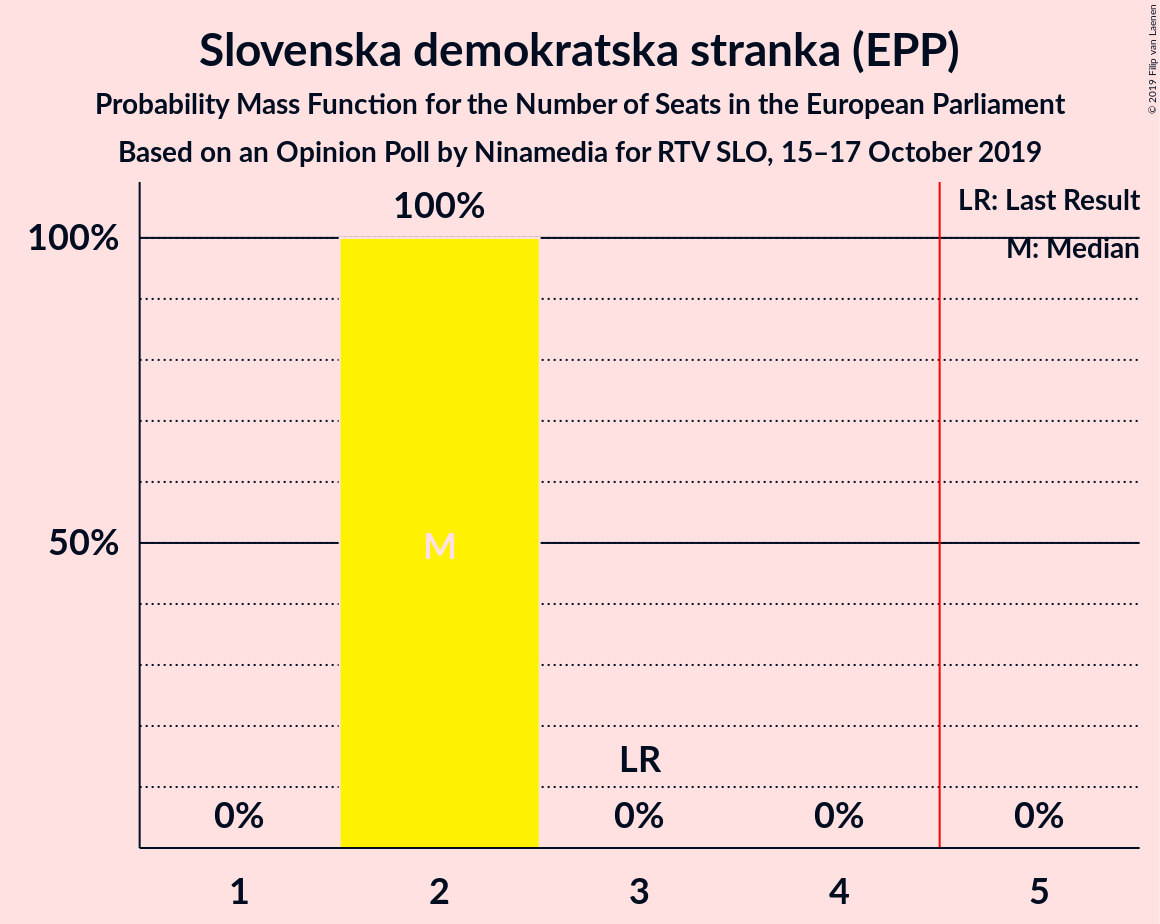 Slovenska demokratska stranka (EPP)
Probability Mass Function for the Number of Seats in the European Parliament
Based on an Opinion Poll by Ninamedia for RTV SLO, 15–17 October 2019
© 2019 Filip van Laenen
LR: Last Result
M: Median
100%
100%
50%
M
LR
0%
0%
0%
0%
1
2
3
4
5